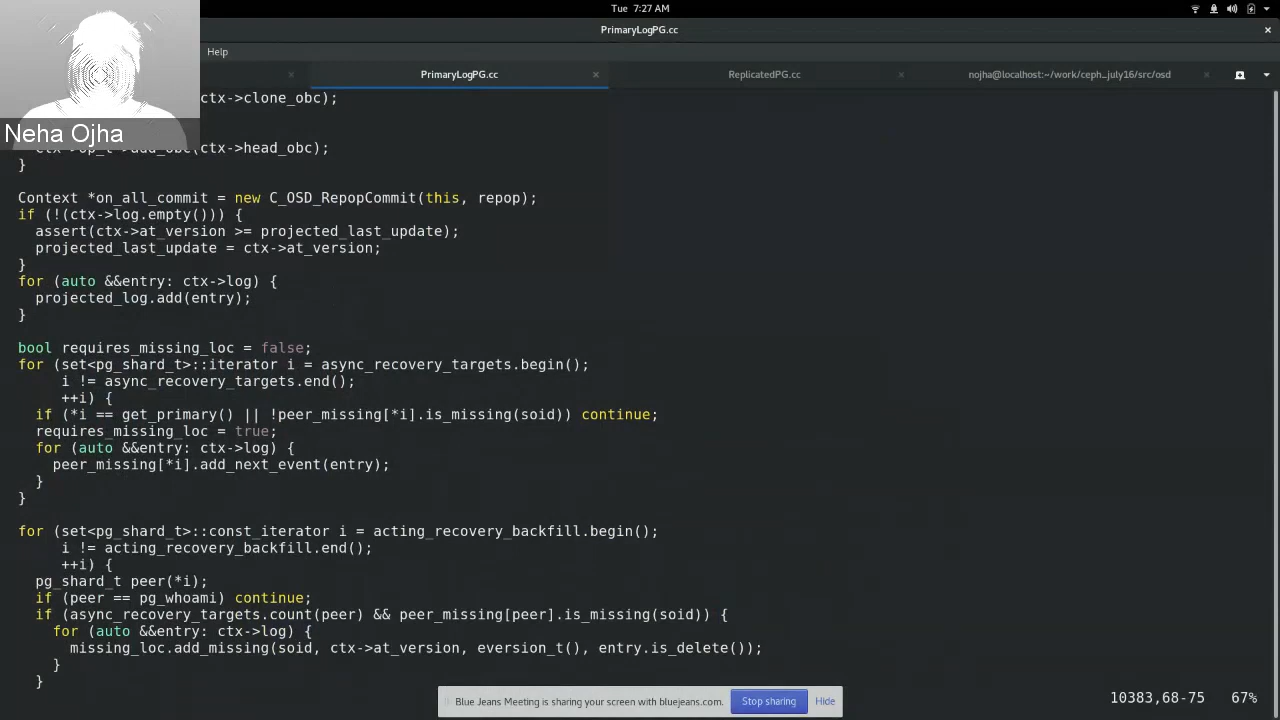 Tue 7:27 AM
PrimaryLogPG.cc
Help
PrimaryLogPG.cc
ReplicatedPG.cc
nojha@localhost:~/work/ceph_july16/src/osd
Neha Ojha
ctx->clone_obc);
ctx->op_t->add_obc(ctx->head_obc);
}
Context *on_all_commit = new C_OSD_RepopCommit(this, repop);
if (!(ctx->log.empty())) {
assert(ctx->at_version >= projected_last_update);
projected_last_update = ctx->at_version;
}
for (auto &&entry: ctx->log) {
projected_log.add(entry);
}
bool requires_missing_loc = false;
for (set<pg_shard_t>::iterator i = async_recovery_targets.begin();
i != async_recovery_targets.end();
++i) {
if (*i == get_primary() || !peer_missing[*i].is_missing(soid)) continue;
requires_missing_loc = true;
for (auto &&entry: ctx->log) {
peer_missing[*i].add_next_event(entry);
}
}
for (set<pg_shard_t>::const_iterator i = acting_recovery_backfill.begin();
i != acting_recovery_backfill.end();
++i) {
pg_shard_t peer(*i);
if (peer == pg_whoami) continue;
if (async_recovery_targets.count(peer) && peer_missing[peer].is_missing(soid)) {
for (auto &&entry: ctx->log) {
missing_loc.add_missing(soid, ctx->at_version, eversion_t(), entry.is_delete());
}
}
Blue Jeans Meeting is sharing your screen with bluejeans.com.
Stop sharing
Hide
10383,68-75 67%